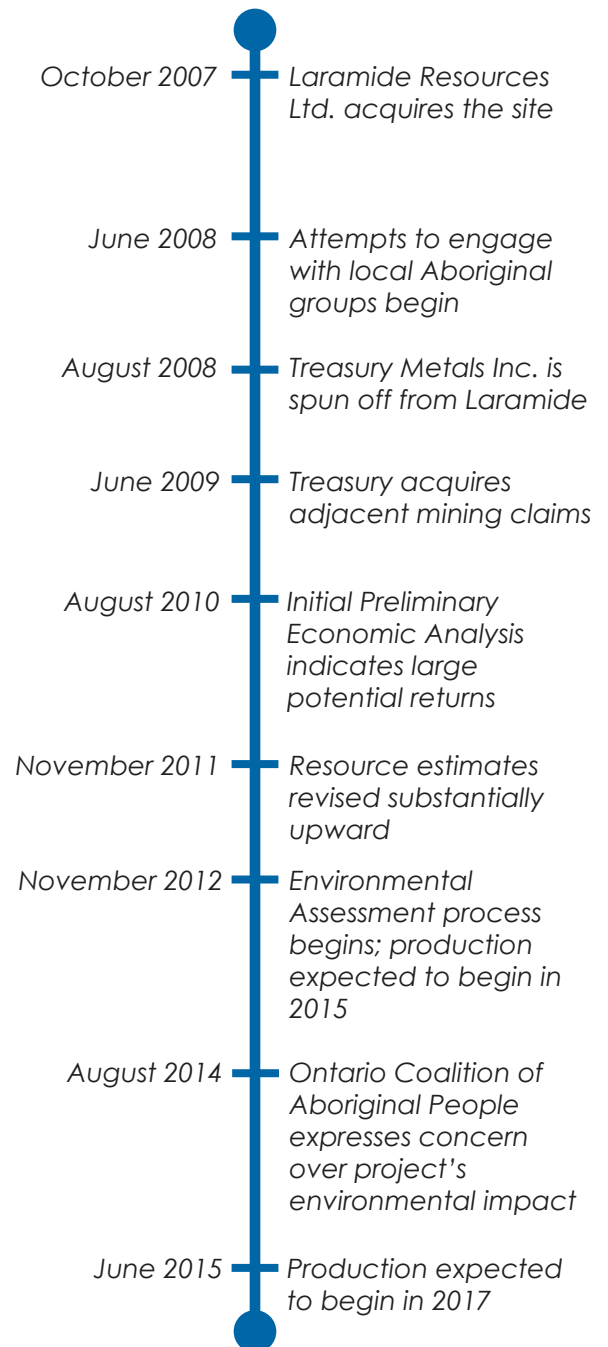 October 2007
Laramide Resources
Ltd. acquires the site
June 2008
Attempts to engage
with local Aboriginal
groups begin
August 2008
Treasury Metals Inc. is
spun off from Laramide
June 2009
Treasury acquires
adjacent mining claims
August 2010
Initial Preliminary
Economic Analysis
indicates large
potential returns
November 2011
Resource estimates
revised substantially
upward
November 2012
Environmental
Assessment process
begins; production
expected to begin in
2015
August 2014
Ontario Coalition of
Aboriginal People
expresses concern
over project’s
environmental impact
June 2015
Production expected
to begin in 2017